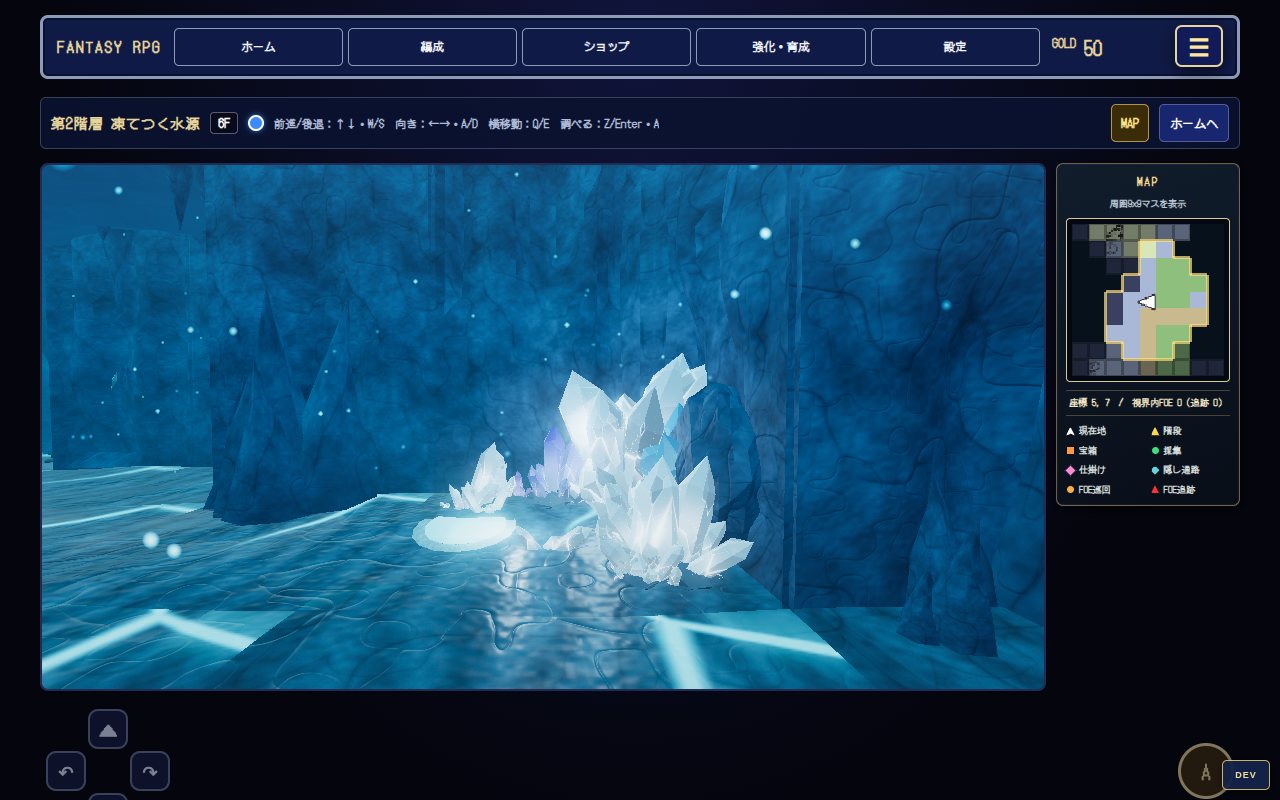 FANTASY RPG ホーム 編成 ショップ 強化・育成 設定 GOLD 50
第2階層 凍てつく水源 6F 前進/後退：↑↓・W/S 向き：←→・A/D 横移動：Q/E 調べる：Z/Enter・A MAP ホームへ
MAP
周囲9x9マスを表示
座標 5, 7 / 視界内FOE 0（追跡 0）
現在地 階段
宝箱 採集
仕掛け 隠し通路
FOE巡回 FOE追跡
A DEV